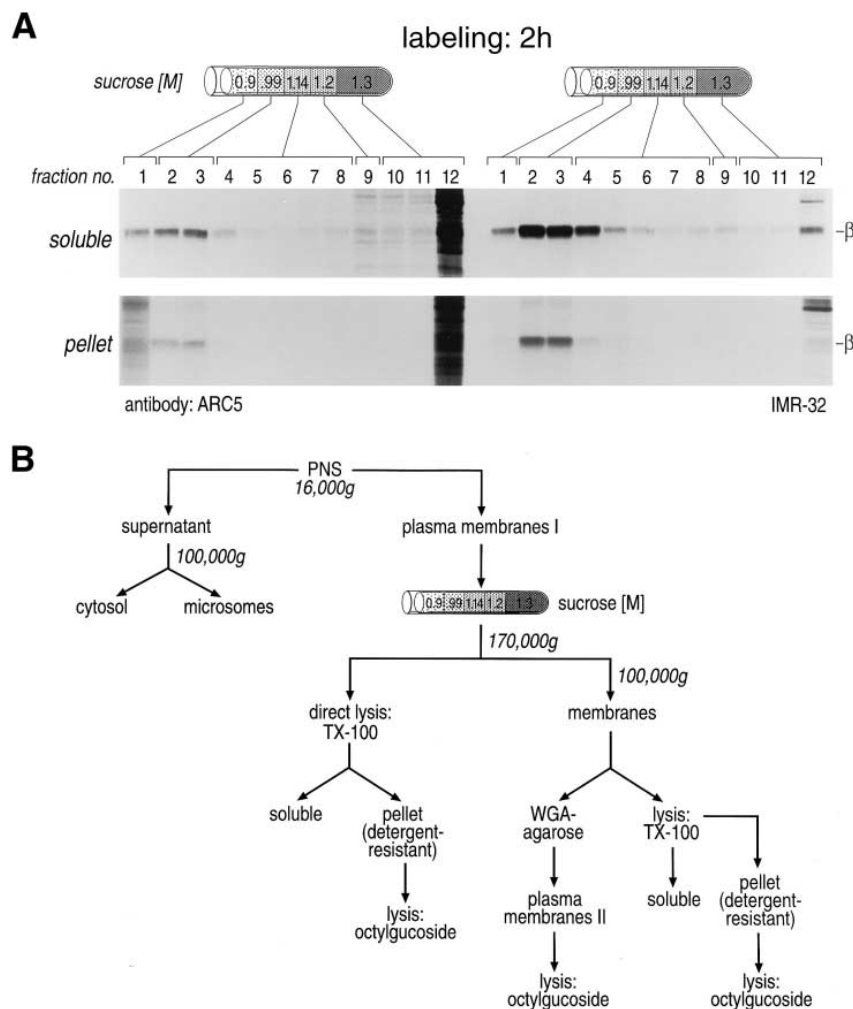 A
labeling: 2h
sucrose [M] 0.9 .99 1.14 1.2 1.3 0.9 .99 1.14 1.2 1.3
fraction no. 1 2 3 4 5 6 7 8 9 10 11 12 1 2 3 4 5 6 7 8 9 10 11 12
soluble -β
pellet -β
antibody: ARC5 IMR-32
B
PNS
16,000g
supernatant plasma membranes I
100,000g
cytosol microsomes
0.9 .99 1.14 1.2 1.3 sucrose [M]
170,000g
100,000g
direct lysis:
TX-100
membranes
soluble
pellet
(detergent-
resistant)
WGA-
agarose
lysis:
TX-100
lysis:
octylgucoside
plasma
membranes II
soluble
pellet
(detergent-
resistant)
lysis:
octylgucoside
lysis:
octylgucoside